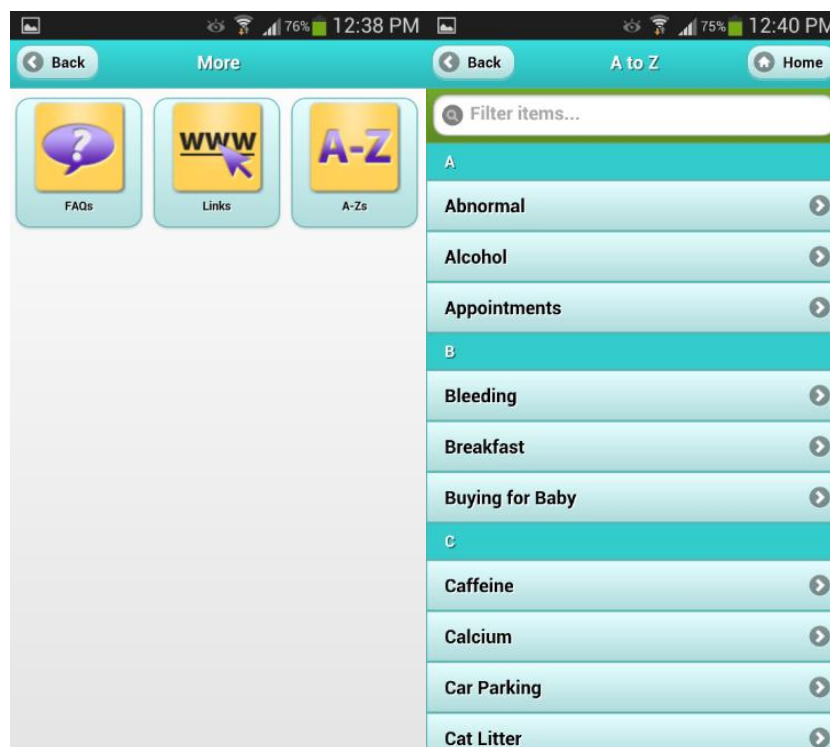 76% 12:38 PM
Back More
? WWW A-Z
FAQs Links A-Zs
75% 12:40 PM
Back A to Z Home
Filter items...
A
Abnormal
Alcohol
Appointments
B
Bleeding
Breakfast
Buying for Baby
C
Caffeine
Calcium
Car Parking
Cat Litter